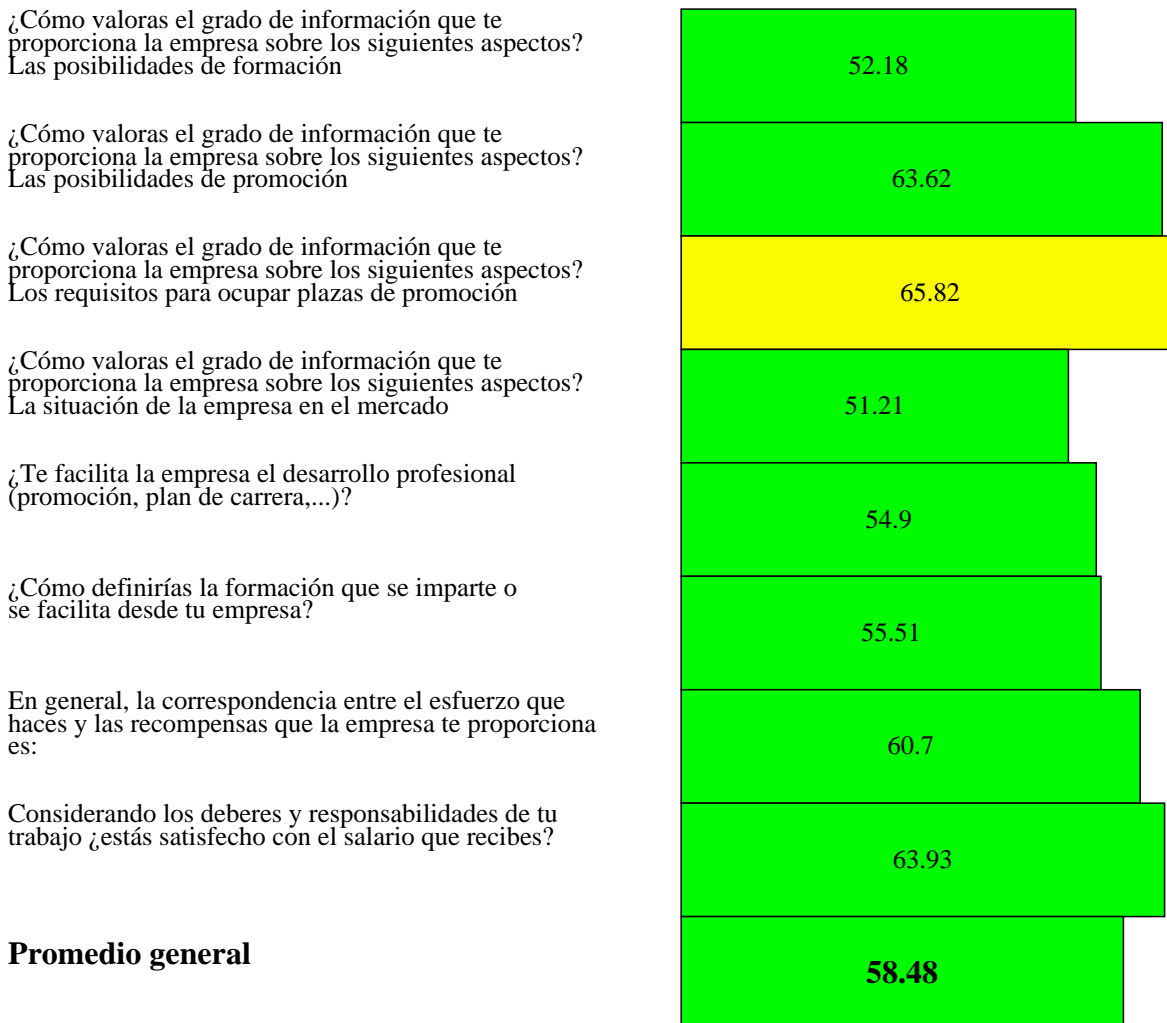 ¿Cómo valoras el grado de información que te
proporciona la empresa sobre los siguientes aspectos?
Las posibilidades de formación
52.18
¿Cómo valoras el grado de información que te
proporciona la empresa sobre los siguientes aspectos?
Las posibilidades de promoción
63.62
¿Cómo valoras el grado de información que te
proporciona la empresa sobre los siguientes aspectos?
Los requisitos para ocupar plazas de promoción
65.82
¿Cómo valoras el grado de información que te
proporciona la empresa sobre los siguientes aspectos?
La situación de la empresa en el mercado
51.21
¿Te facilita la empresa el desarrollo profesional
(promoción, plan de carrera,...)?
54.9
¿Cómo definirías la formación que se imparte o
se facilita desde tu empresa?
55.51
En general, la correspondencia entre el esfuerzo que
haces y las recompensas que la empresa te proporciona
es:
60.7
Considerando los deberes y responsabilidades de tu
trabajo ¿estás satisfecho con el salario que recibes?
63.93
Promedio general
58.48